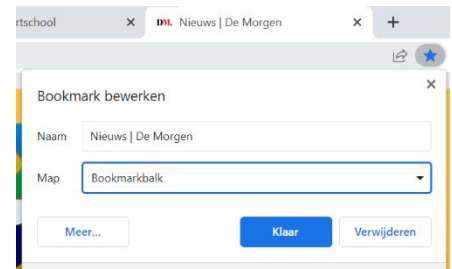 rtschool DM. Nieuws | De Morgen
Bookmark bewerken
Naam Nieuws | De Morgen
Map Bookmarkbalk
Meer... Klaar Verwijderen